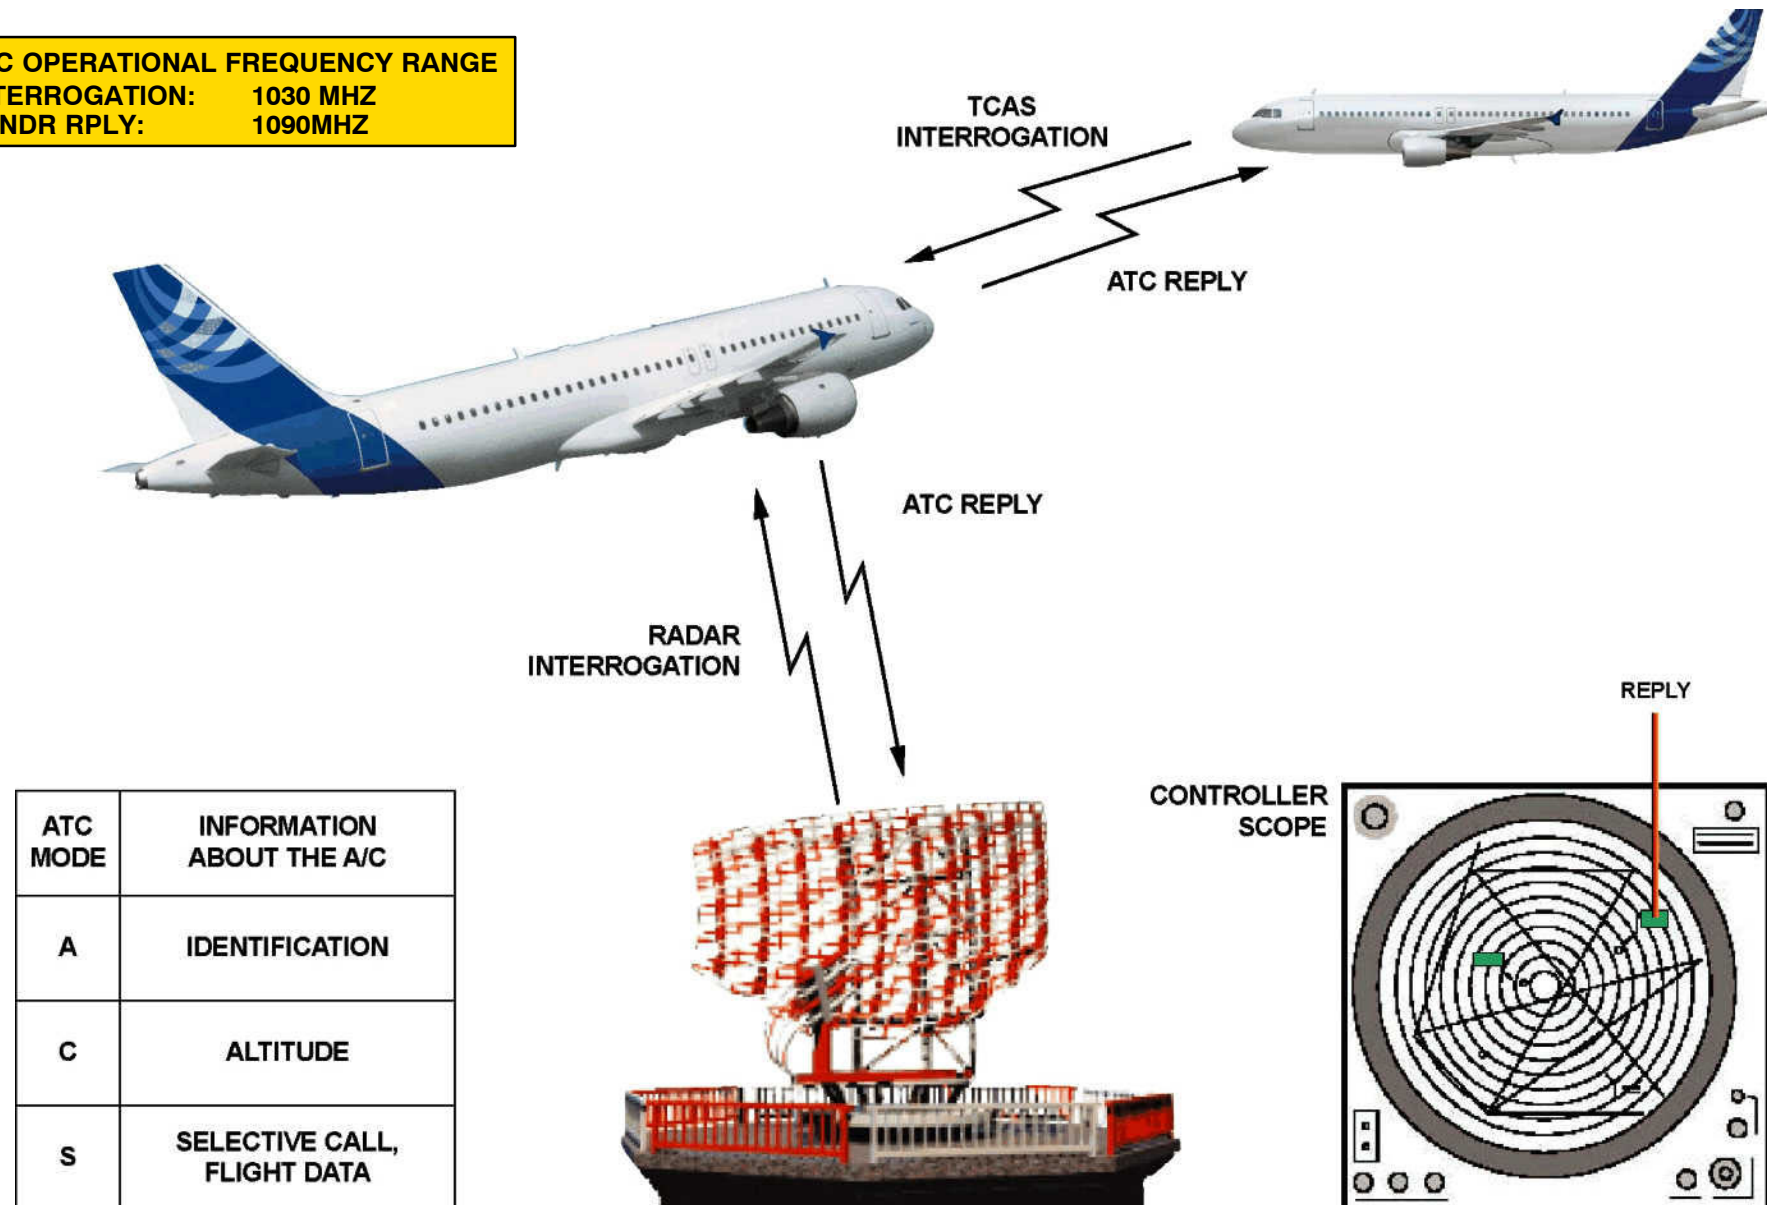 C OPERATIONAL FREQUENCY RANGE
TERROGATION: 1030 MHZ
NDR RPLY: 1090MHZ
TCAS
INTERROGATION
ATC REPLY
ATC REPLY
RADAR
INTERROGATION
REPLY
CONTROLLER
SCOPE
ATC
MODE
INFORMATION
ABOUT THE A/C
A
IDENTIFICATION
C
ALTITUDE
S
SELECTIVE CALL,
FLIGHT DATA